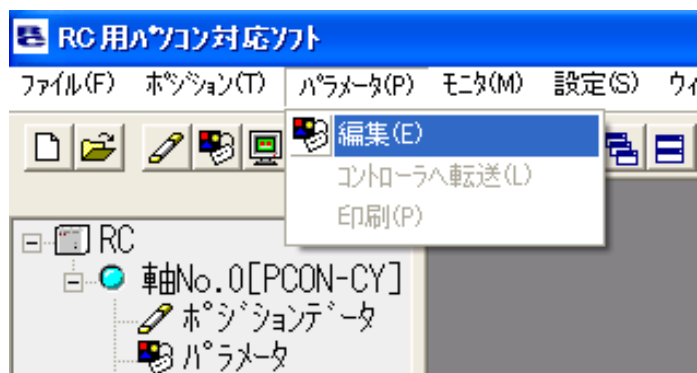 RC用ﾊﾟｿｺﾝ対応ｿﾌﾄ
ﾌｧｲﾙ(F) ﾎﾟｼﾞｼｮﾝ(T) ﾊﾟﾗﾒｰﾀ(P) ﾓﾆﾀ(M) 設定(S)
編集(E)
ｺﾝﾄﾛｰﾗへ転送(L)
印刷(P)
RC
軸No.0[PCON-CY]
ﾎﾟｼﾞｼｮﾝﾃﾞｰﾀ
ﾊﾟﾗﾒｰﾀ